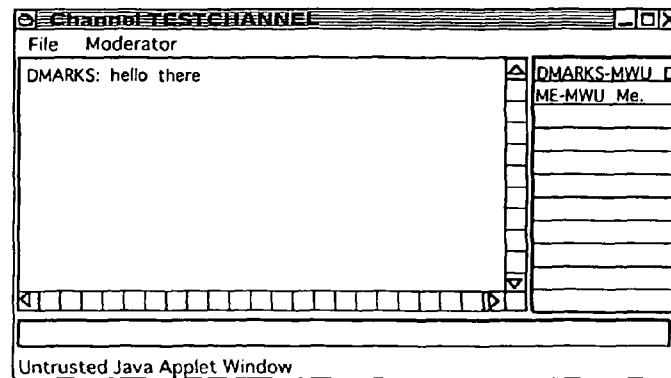 Channel TESTCHANNEL
File Moderator
DMARKS: hello there
DMARKS-MWU D
ME-MWU Me.
Untrusted Java Applet Window